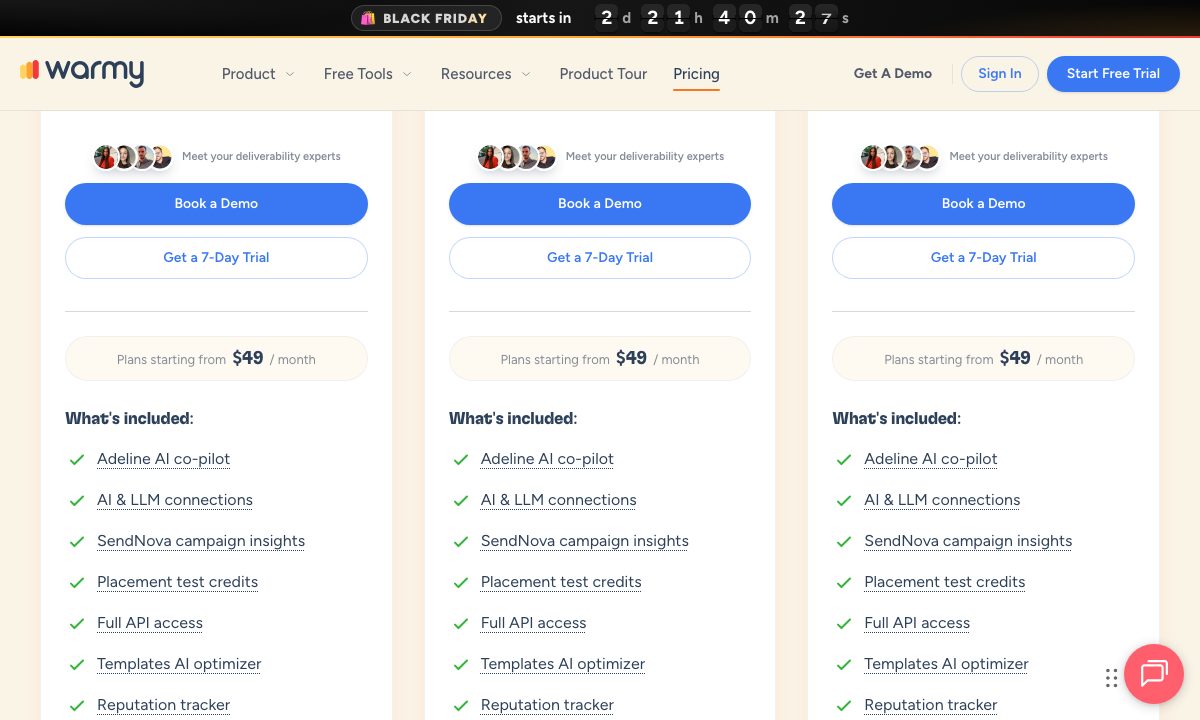 BLACK FRIDAY starts in 2 d 21 h 40 m 27 s
warmy Product Free Tools Resources Product Tour Pricing Get A Demo Sign In Start Free Trial
Meet your deliverability experts
Book a Demo
Get a 7-Day Trial
Plans starting from $49 / month
What's included:
Adeline AI co-pilot
AI & LLM connections
SendNova campaign insights
Placement test credits
Full API access
Templates AI optimizer
Reputation tracker
Meet your deliverability experts
Book a Demo
Get a 7-Day Trial
Plans starting from $49 / month
What's included:
Adeline AI co-pilot
AI & LLM connections
SendNova campaign insights
Placement test credits
Full API access
Templates AI optimizer
Reputation tracker
Meet your deliverability experts
Book a Demo
Get a 7-Day Trial
Plans starting from $49 / month
What's included:
Adeline AI co-pilot
AI & LLM connections
SendNova campaign insights
Placement test credits
Full API access
Templates AI optimizer
Reputation tracker